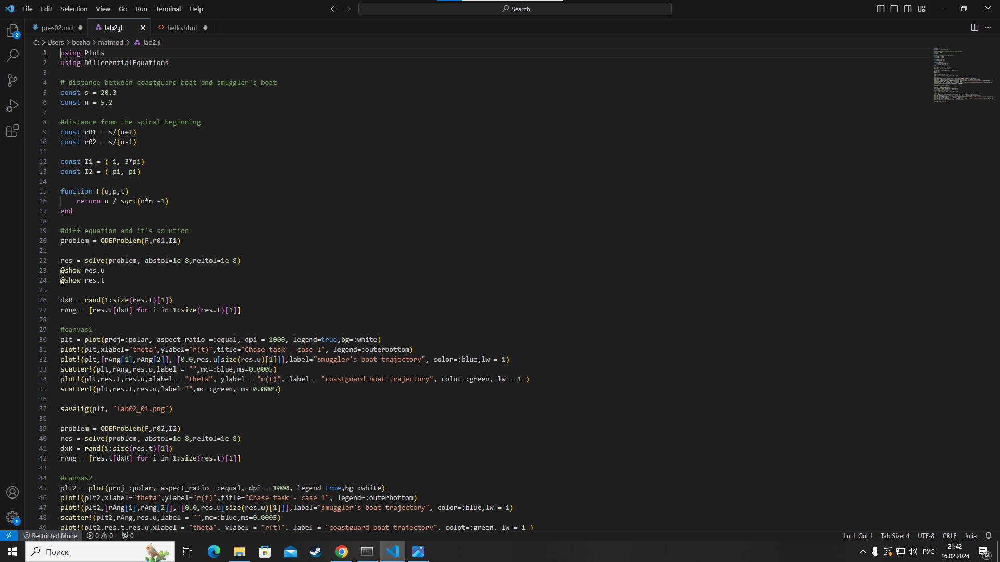 File Edit Selection View Go Run Terminal Help
Search
pres02.md lab2.jl hello.html
C: > Users > bezha > matmod > lab2.jl
1 using Plots
2 using DifferentialEquations
3
4 # distance between coastguard boat and smuggler's boat
5 const s = 20.3
6 const n = 5.2
7
8 #distance from the spiral beginning
9 const r01 = s/(n+1)
10 const r02 = s/(n-1)
11
12 const I1 = (-1, 3*pi)
13 const I2 = (-pi, pi)
14
15 function F(u,p,t)
16     return u / sqrt(n*n -1)
17 end
18
19 #diff equation and it's solution
20 problem = ODEProblem(F,r01,I1)
21
22 res = solve(problem, abstol=1e-8,reltol=1e-8)
23 @show res.u
24 @show res.t
25
26 dxR = rand(1:size(res.t)[1])
27 rAng = [res.t[dxR] for i in 1:size(res.t)[1]]
28
29 #canvas1
30 plt = plot(proj=:polar, aspect_ratio =:equal, dpi = 1000, legend=true,bg=:white)
31 plot!(plt,xlabel="theta",ylabel="r(t)",title="Chase task - case 1", legend=:outerbottom)
32 plot!(plt,[rAng[1],rAng[2]], [0.0,res.u[size(res.u)[1]]],label="smuggler's boat trajectory", color=:blue,lw = 1)
33 scatter!(plt,rAng,res.u,label = "",mc=:blue,ms=0.0005)
34 plot!(plt,res.t,res.u,xlabel = "theta", ylabel = "r(t)", label = "coastguard boat trajectory", colot=:green, lw = 1 )
35 scatter!(plt,res.t,res.u,label="",mc=:green, ms=0.0005)
36
37 savefig(plt, "lab02_01.png")
38
39 problem = ODEProblem(F,r02,I2)
40 res = solve(problem, abstol=1e-8,reltol=1e-8)
41 dxR = rand(1:size(res.t)[1])
42 rAng = [res.t[dxR] for i in 1:size(res.t)[1]]
43
44 #canvas2
45 plt2 = plot(proj=:polar, aspect_ratio =:equal, dpi = 1000, legend=true,bg=:white)
46 plot!(plt2,xlabel="theta",ylabel="r(t)",title="Chase task - case 1", legend=:outerbottom)
47 plot!(plt2,[rAng[1],rAng[2]], [0.0,res.u[size(res.u)[1]]],label="smuggler's boat trajectory", color=:blue,lw = 1)
48 scatter!(plt2,rAng,res.u,label = "",mc=:blue,ms=0.0005)
49 plot!(plt2,res.t,res.u,xlabel = "theta", ylabel = "r(t)", label = "coastguard boat trajectory", colot=:green, lw = 1 )
2
1
Restricted Mode 0 0 0 Ln 1, Col 1 Tab Size: 4 UTF-8 CRLF Julia
Поиск
РУС 21:42
16.02.2024
12